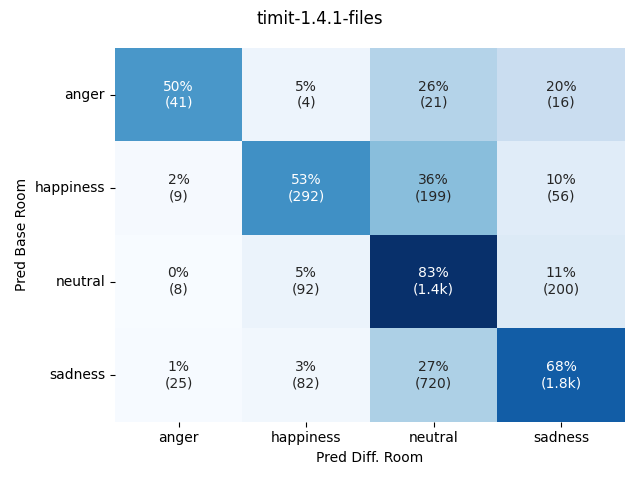 timit-1.4.1-files
Pred Base Room
anger
50% 5% 26% 20%
(41) (4) (21) (16)
happiness
2% 53% 36% 10%
(9) (292) (199) (56)
neutral
0% 5% 83% 11%
(8) (92) (1.4k) (200)
sadness
1% 3% 27% 68%
(25) (82) (720) (1.8k)
anger happiness neutral sadness
Pred Diff. Room